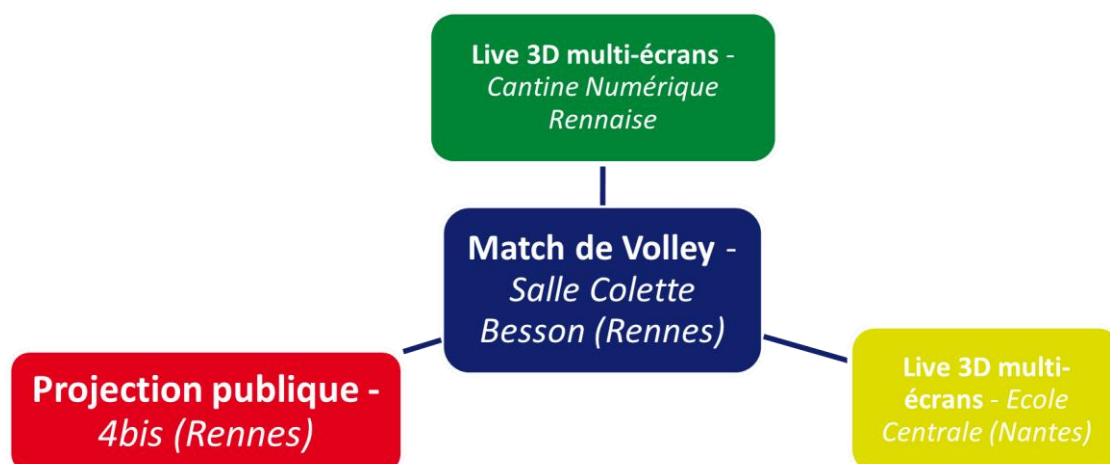 Live 3D multi-écrans -
Cantine Numérique
Rennaise
Match de Volley -
Salle Colette
Besson (Rennes)
Projection publique -
4bis (Rennes)
Live 3D multi-
écrans - Ecole
Centrale (Nantes)